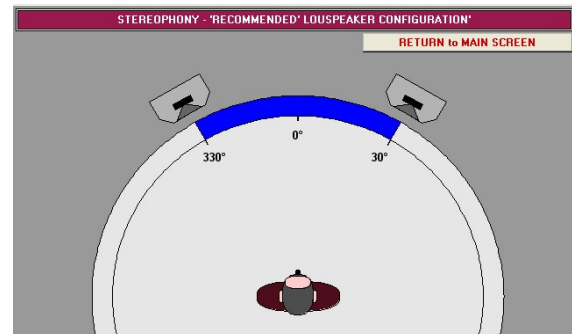 STEREOPHONY - 'RECOMMENDED' LOUSPEAKER CONFIGURATION'
RETURN to MAIN SCREEN
0°
330°
30°